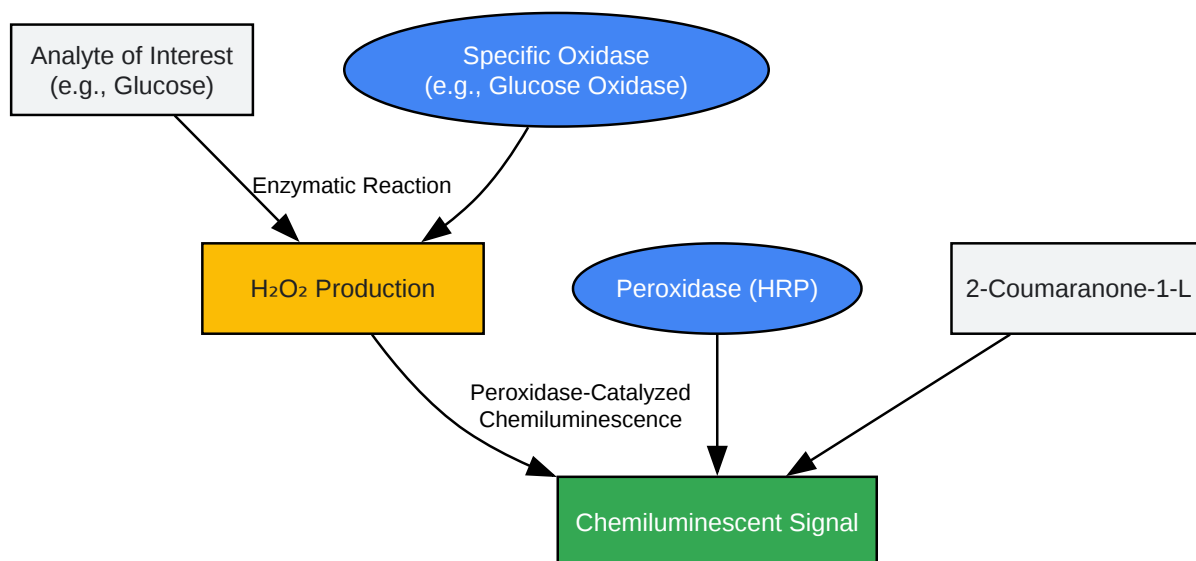 Analyte of Interest
(e.g., Glucose)
Specific Oxidase
(e.g., Glucose Oxidase)
Enzymatic Reaction
H₂O₂ Production
Peroxidase (HRP)
2-Coumaranone-1-L
Peroxidase-Catalyzed
Chemiluminescence
Chemiluminescent Signal